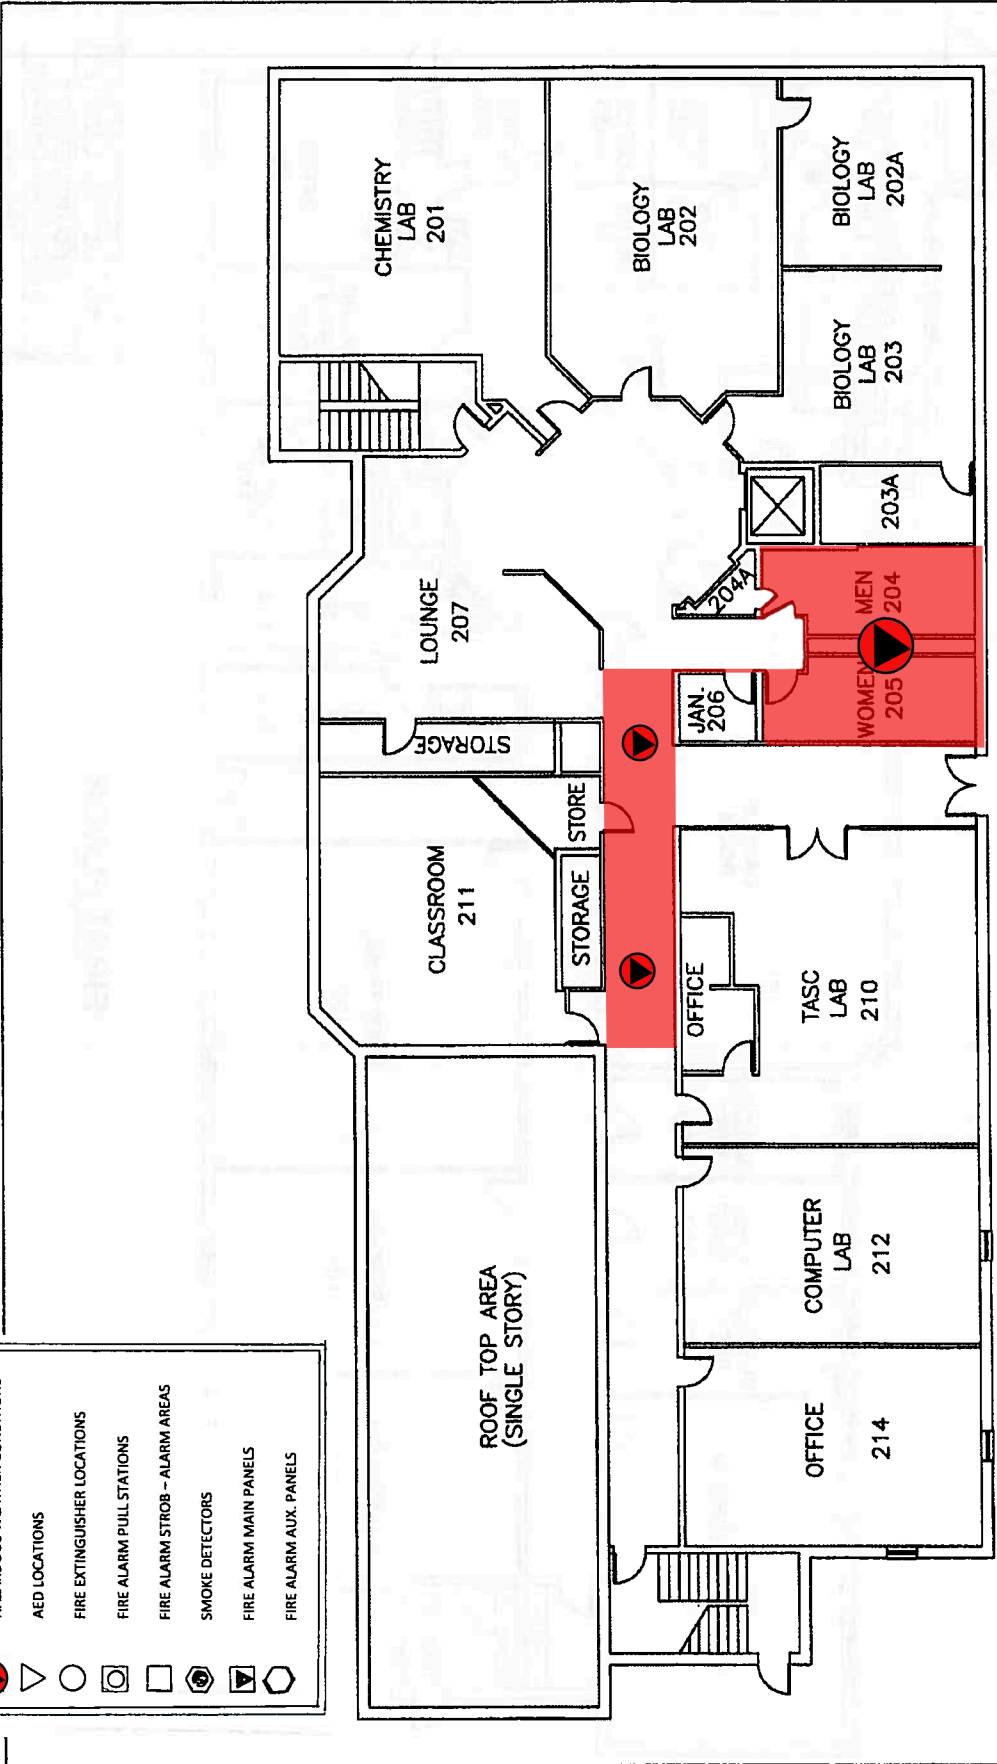 CHEMISTRY
LAB
201
BIOLOGY
LAB
202
BIOLOGY
LAB
202A
BIOLOGY
LAB
203
203A
LOUNGE
207
204A
MEN
204
WOMEN
205
JAN.
206
STORAGE
STORE
STORAGE
CLASSROOM
211
OFFICE
TASC
LAB
210
COMPUTER
LAB
212
OFFICE
214
ROOF TOP AREA
(SINGLE STORY)
AED LOCATIONS
FIRE EXTINGUISHER LOCATIONS
FIRE ALARM PULL STATIONS
FIRE ALARM STROB – ALARM AREAS
SMOKE DETECTORS
FIRE ALARM MAIN PANELS
FIRE ALARM AUX. PANELS